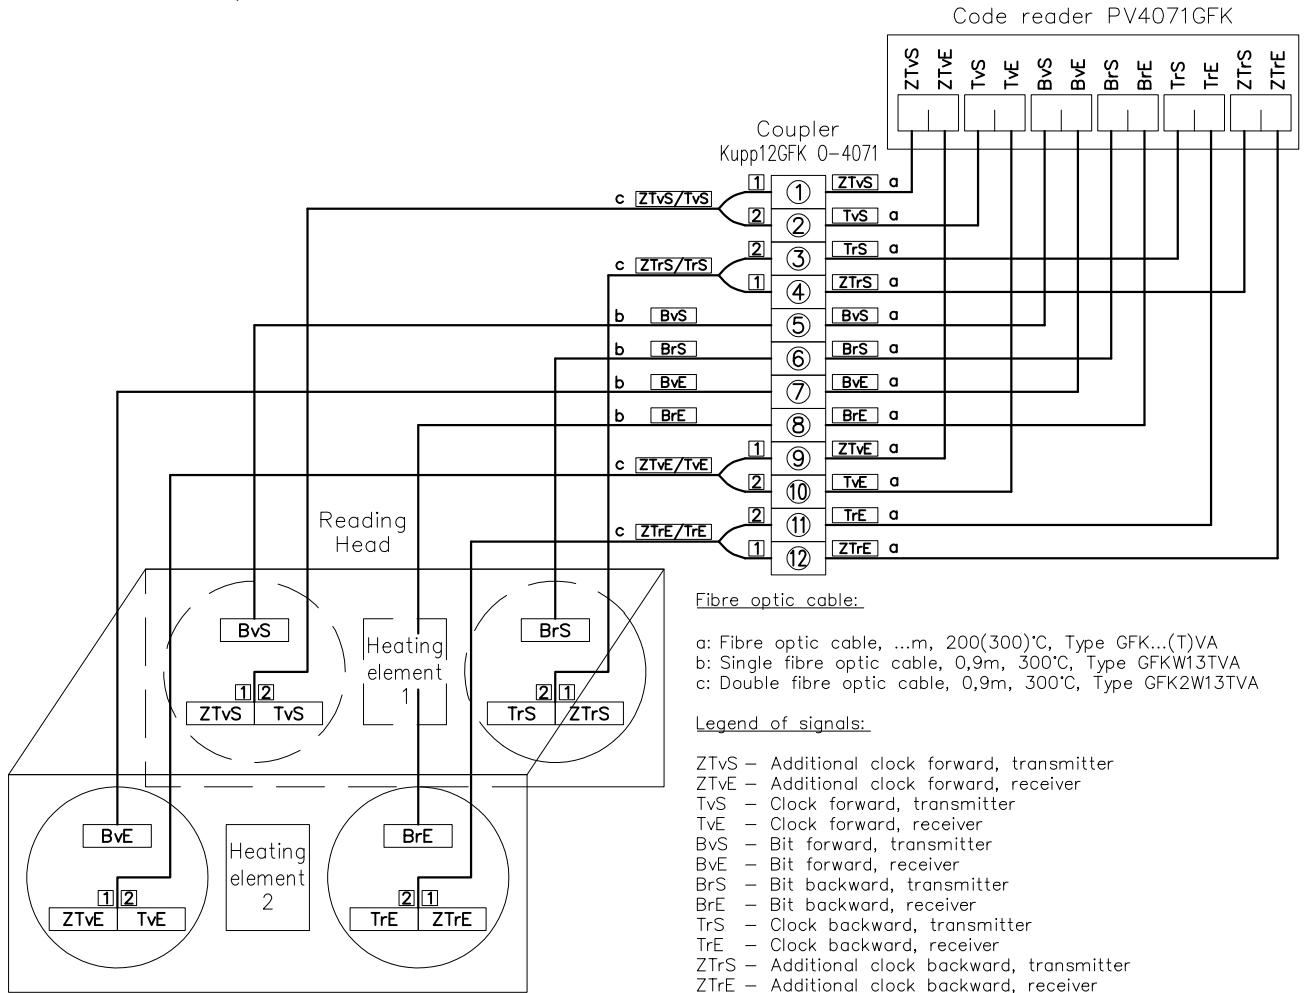 Code reader PV4071GFK
ZTvS ZTvE TvS TvE BvS BvE BrS BrE TrS TrE ZTrS ZTrE
Coupler
Kupp12GFK 0-4071
1 1 ZTvS a
c ZTvS/TvS
2 2 TvS a
2 3 TrS a
c ZTrS/TrS
1 4 ZTrS a
b BvS 5 BvS a
b BrS 6 BrS a
b BvE 7 BvE a
b BrE 8 BrE a
1 9 ZTvE a
c ZTvE/TvE
2 10 TvE a
2 11 TrE a
c ZTrE/TrE
1 12 ZTrE a
Reading
Head
BvS
Heating
element
1
BrS
1 2
ZTvS TvS
2 1
TrS ZTrS
BvE
Heating
element
2
BrE
1 2
ZTvE TvE
2 1
TrE ZTrE
Fibre optic cable:
a: Fibre optic cable, ...m, 200(300)°C, Type GFK...(T)VA
b: Single fibre optic cable, 0,9m, 300°C, Type GFKW13TVA
c: Double fibre optic cable, 0,9m, 300°C, Type GFK2W13TVA
Legend of signals:
ZTvS – Additional clock forward, transmitter
ZTvE – Additional clock forward, receiver
TvS – Clock forward, transmitter
TvE – Clock forward, receiver
BvS – Bit forward, transmitter
BvE – Bit forward, receiver
BrS – Bit backward, transmitter
BrE – Bit backward, receiver
TrS – Clock backward, transmitter
TrE – Clock backward, receiver
ZTrS – Additional clock backward, transmitter
ZTrE – Additional clock backward, receiver